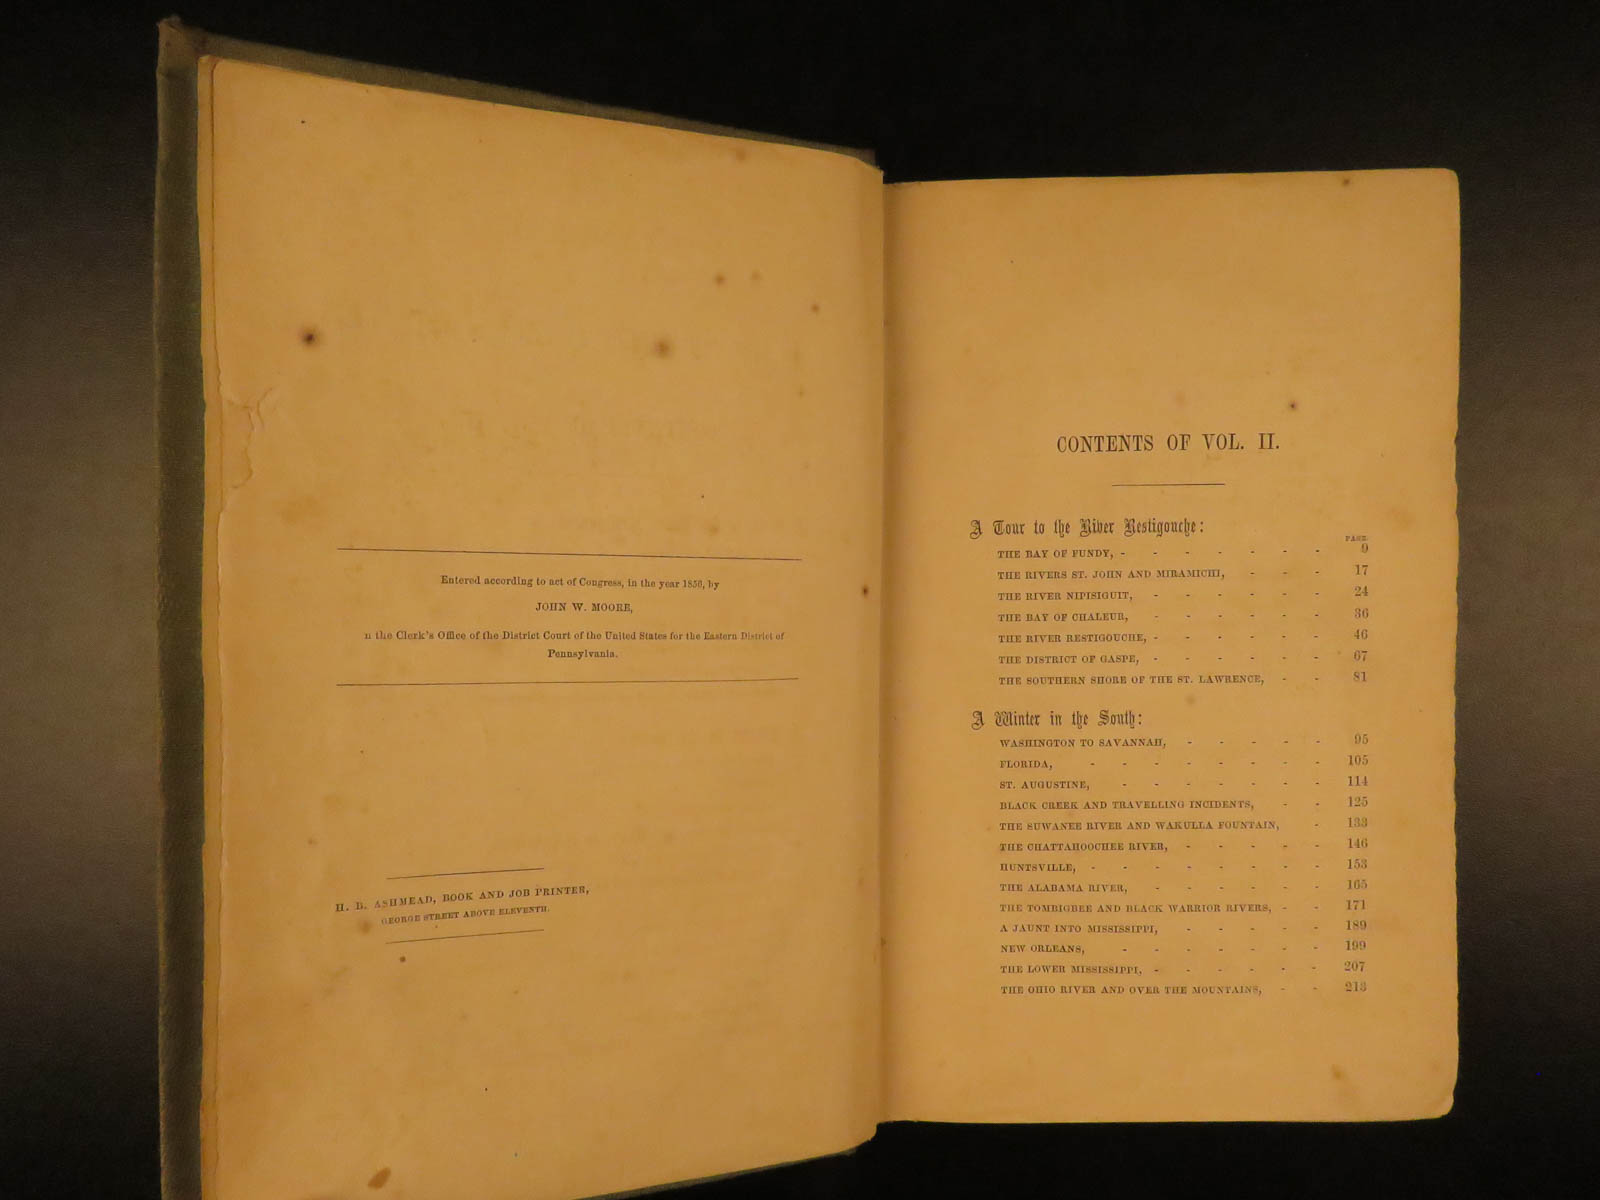 Entered according to act of Congress, in the year 1856, by
JOHN W. MOORE,
n the Clerk's Office of the District Court of the United States for the Eastern District of
Pennsylvania.
H. B. ASHMEAD, BOOK AND JOB PRINTER,
GEORGE STREET ABOVE ELEVENTH.
CONTENTS OF VOL. II.
A Tour to the River Restigouche:
PAGE.
THE BAY OF FUNDY, - - - - - - - 9
THE RIVERS ST. JOHN AND MIRAMICHI, - - - 17
THE RIVER NIPISIGUIT, - - - - - - 24
THE BAY OF CHALEUR, - - - - - - 36
THE RIVER RESTIGOUCHE, - - - - - - 46
THE DISTRICT OF GASPE, - - - - - - 67
THE SOUTHERN SHORE OF THE ST. LAWRENCE, - - 81
A Winter in the South:
WASHINGTON TO SAVANNAH, - - - - - 95
FLORIDA, - - - - - - - - 105
ST. AUGUSTINE, - - - - - - - 114
BLACK CREEK AND TRAVELLING INCIDENTS, - - 125
THE SUWANEE RIVER AND WAKULLA FOUNTAIN, - 133
THE CHATTAHOOCHEE RIVER, - - - - - 146
HUNTSVILLE, - - - - - - - - 153
THE ALABAMA RIVER, - - - - - - 165
THE TOMBIGBEE AND BLACK WARRIOR RIVERS, - - 171
A JAUNT INTO MISSISSIPPI, - - - - - 189
NEW ORLEANS, - - - - - - - 199
THE LOWER MISSISSIPPI, - - - - - - 207
THE OHIO RIVER AND OVER THE MOUNTAINS, - - 213